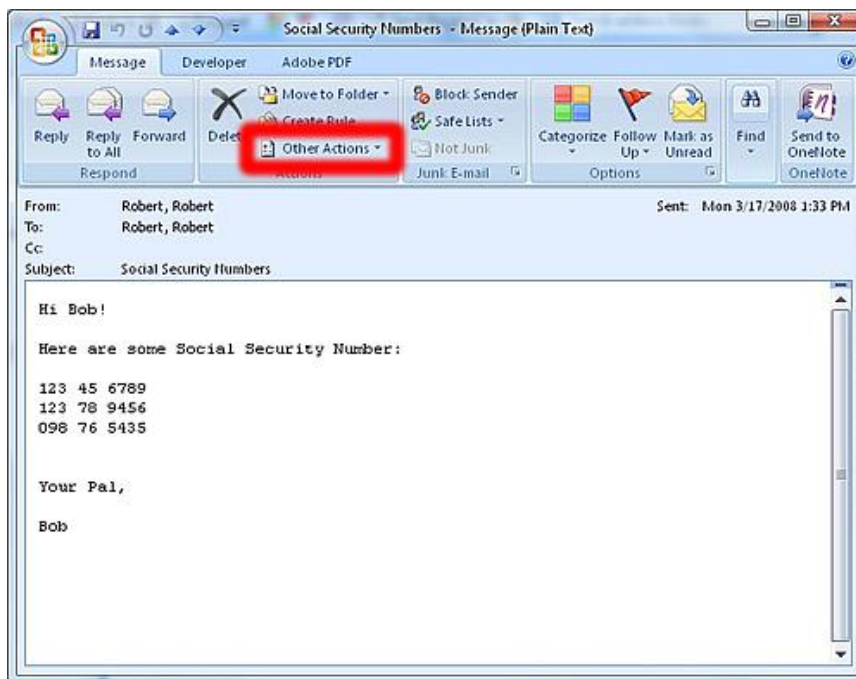 Social Security Numbers - Message (Plain Text)
Message Developer Adobe PDF
Reply
Reply to All
Forward
Respond
Delete
Move to Folder
Create Rule
Other Actions
Actions
Block Sender
Safe Lists
Not Junk
Junk E-mail
Categorize
Follow Up
Mark as Unread
Options
Find
Send to OneNote
OneNote
From: Robert, Robert
Sent: Mon 3/17/2008 1:33 PM
To: Robert, Robert
Cc:
Subject: Social Security Numbers
Hi Bob!
Here are some Social Security Number:
123 45 6789
123 78 9456
098 76 5435
Your Pal,
Bob